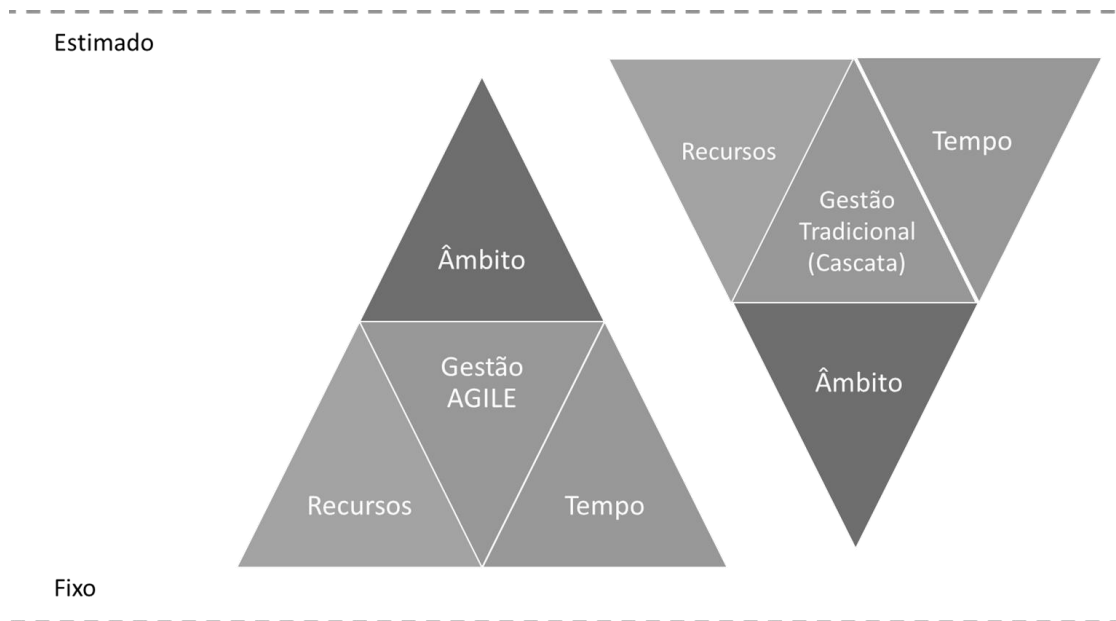 Estimado
Âmbito
Gestão
AGILE
Recursos
Tempo
Recursos
Tempo
Gestão
Tradicional
(Cascata)
Âmbito
Fixo